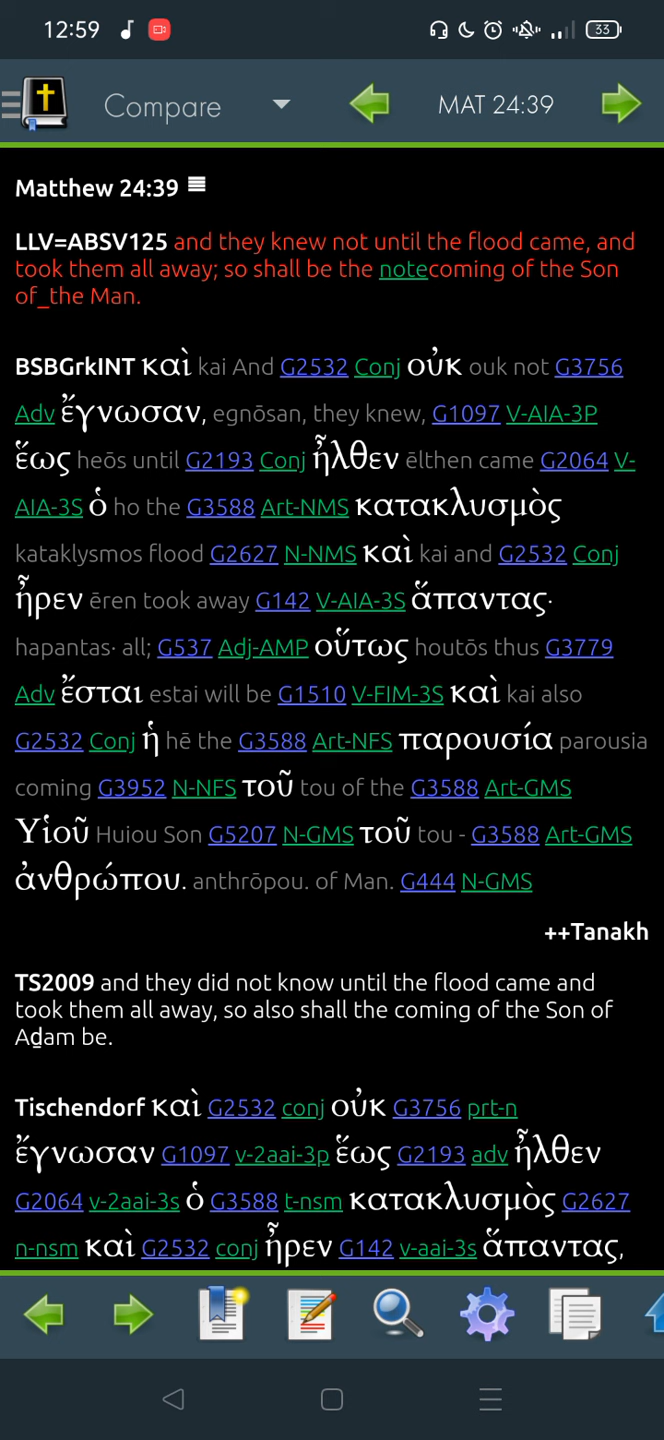 12:59
33
Compare
MAT 24:39
Matthew 24:39
LLV=ABSV125 and they knew not until the flood came, and
took them all away; so shall be the notecoming of the Son
of_the Man.
BSBGrkINT καὶ kai And G2532 Conj οὐκ ouk not G3756
Adv ἔγνωσαν, egnōsan, they knew, G1097 V-AIA-3P
ἕως heōs until G2193 Conj ἦλθεν ēlthen came G2064 V-
AIA-3S ὁ ho the G3588 Art-NMS κατακλυσμὸς
kataklysmos flood G2627 N-NMS καὶ kai and G2532 Conj
ἦρεν ēren took away G142 V-AIA-3S ἅπαντας·
hapantas· all; G537 Adj-AMP οὕτως houtōs thus G3779
Adv ἔσται estai will be G1510 V-FIM-3S καὶ kai also
G2532 Conj ἡ hē the G3588 Art-NFS παρουσία parousia
coming G3952 N-NFS τοῦ tou of the G3588 Art-GMS
Υἱοῦ Huiou Son G5207 N-GMS τοῦ tou - G3588 Art-GMS
ἀνθρώπου. anthrōpou. of Man. G444 N-GMS
++Tanakh
TS2009 and they did not know until the flood came and
took them all away, so also shall the coming of the Son of
Aḏam be.
Tischendorf καὶ G2532 conj οὐκ G3756 prt-n
ἔγνωσαν G1097 v-2aai-3p ἕως G2193 adv ἦλθεν
G2064 v-2aai-3s ὁ G3588 t-nsm κατακλυσμὸς G2627
n-nsm καὶ G2532 conj ἦρεν G142 v-aai-3s ἅπαντας,